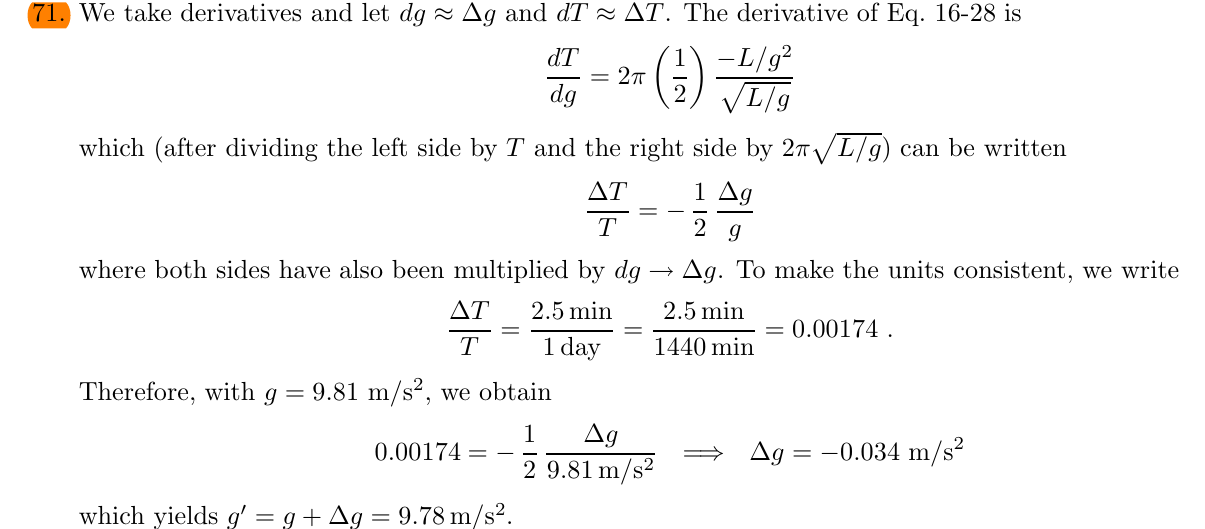 71. We take derivatives and let dg ≈ Δg and dT ≈ ΔT. The derivative of Eq. 16-28 is
dT/dg = 2π (1/2) (−L/g²)/√(L/g)
which (after dividing the left side by T and the right side by 2π√(L/g)) can be written
ΔT/T = − (1/2) (Δg/g)
where both sides have also been multiplied by dg → Δg. To make the units consistent, we write
ΔT/T = (2.5 min)/(1 day) = (2.5 min)/(1440 min) = 0.00174 .
Therefore, with g = 9.81 m/s², we obtain
0.00174 = − (1/2) Δg/(9.81 m/s²) ⟹ Δg = −0.034 m/s²
which yields g′ = g + Δg = 9.78 m/s².